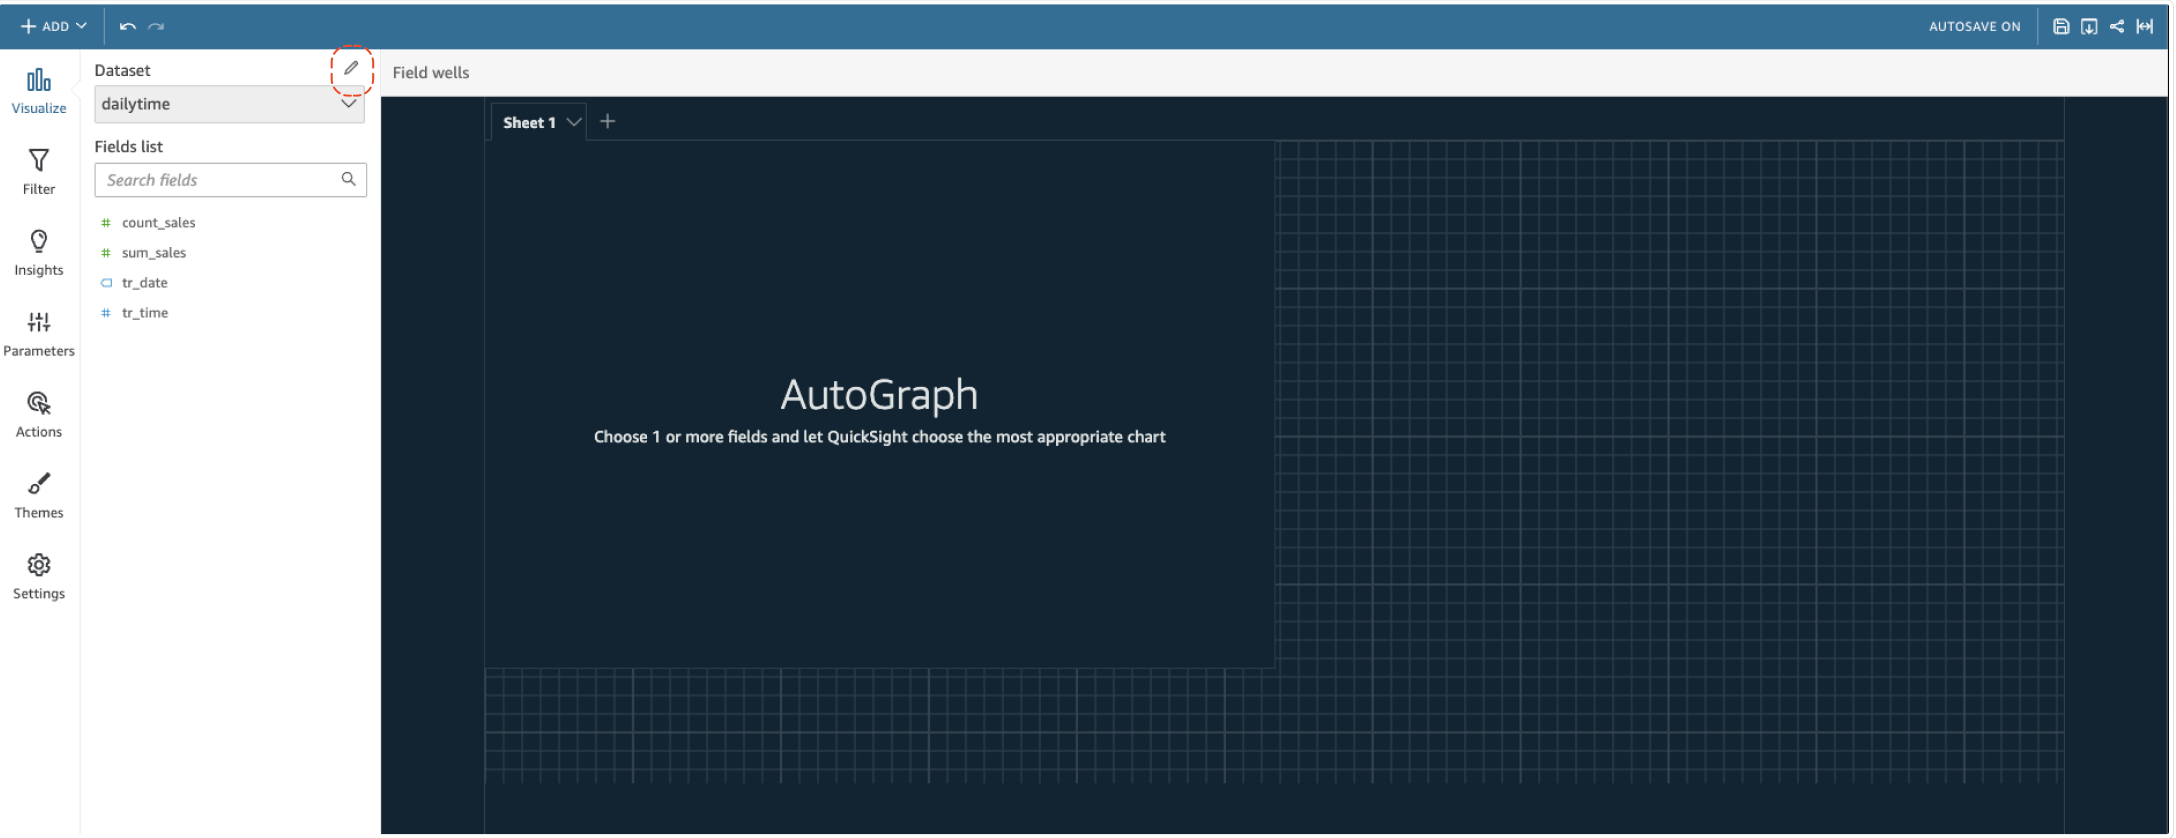 ADD
AUTOSAVE ON
Visualize
Filter
Insights
Parameters
Actions
Themes
Settings
Dataset
dailytime
Fields list
Search fields
# count_sales
# sum_sales
tr_date
# tr_time
Field wells
Sheet 1
AutoGraph
Choose 1 or more fields and let QuickSight choose the most appropriate chart